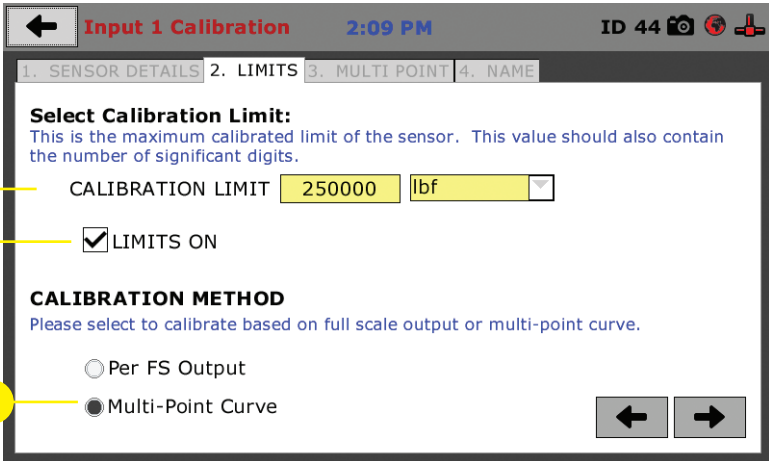 Input 1 Calibration 2:09 PM ID 44
1. SENSOR DETAILS 2. LIMITS 3. MULTI POINT 4. NAME
Select Calibration Limit:
This is the maximum calibrated limit of the sensor. This value should also contain
the number of significant digits.
CALIBRATION LIMIT 250000 lbf
LIMITS ON
CALIBRATION METHOD
Please select to calibrate based on full scale output or multi-point curve.
Per FS Output
Multi-Point Curve